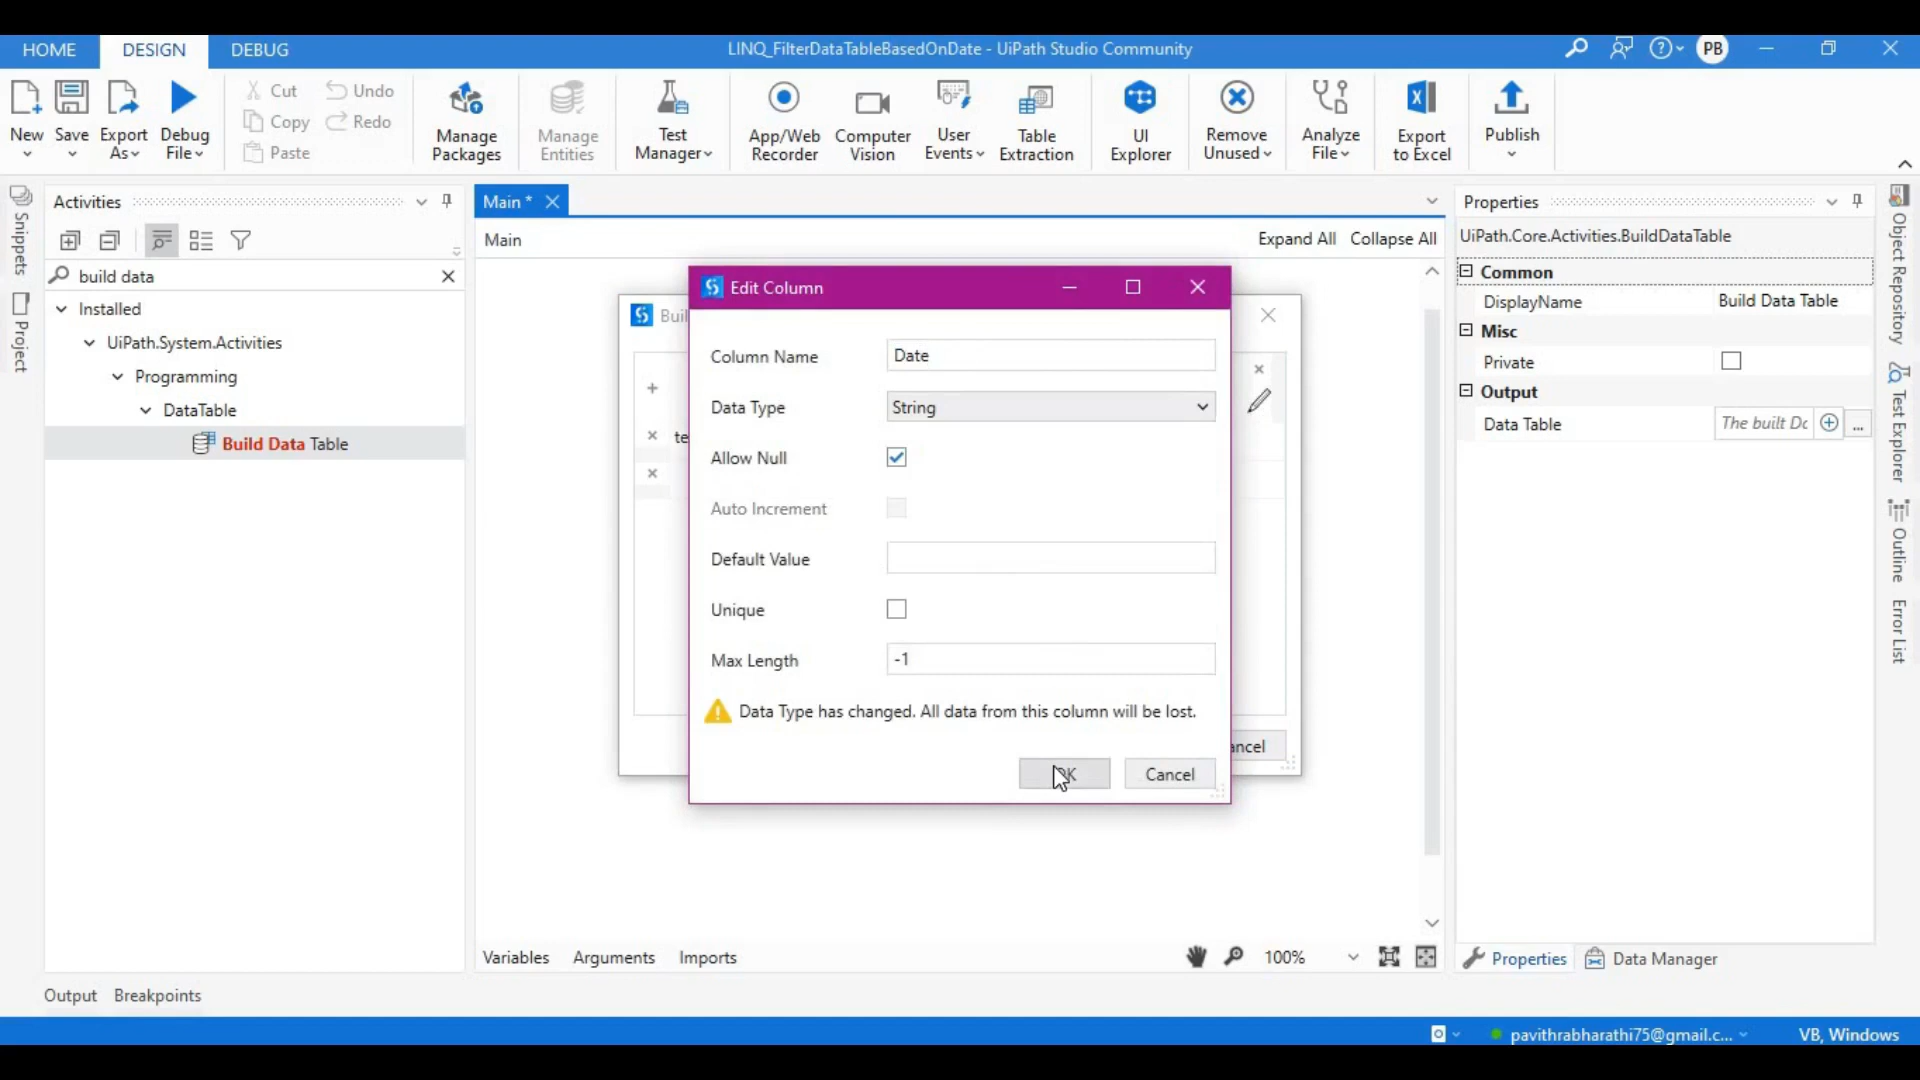 HOME DESIGN DEBUG LINQ_FilterDataTableBasedOnDate - UiPath Studio Community PB
New Save Export As Debug File
Cut Undo
Copy Redo
Paste
Manage Packages
Manage Entities
Test Manager
App/Web Recorder
Computer Vision
User Events
Table Extraction
UI Explorer
Remove Unused
Analyze File
Export to Excel
Publish
Snippets
Project
Activities
build data
Installed
UiPath.System.Activities
Programming
DataTable
Build Data Table
Main *
Main Expand All Collapse All
Buil
te
ancel
Edit Column
Column Name Date
Data Type String
Allow Null
Auto Increment
Default Value
Unique
Max Length -1
Data Type has changed. All data from this column will be lost.
OK Cancel
Variables Arguments Imports 100%
Properties
UiPath.Core.Activities.BuildDataTable
Common
DisplayName Build Data Table
Misc
Private
Output
Data Table The built Dc ...
Properties Data Manager
Object Repository
Test Explorer
Outline
Error List
Output Breakpoints
pavithrabharathi75@gmail.c... VB, Windows